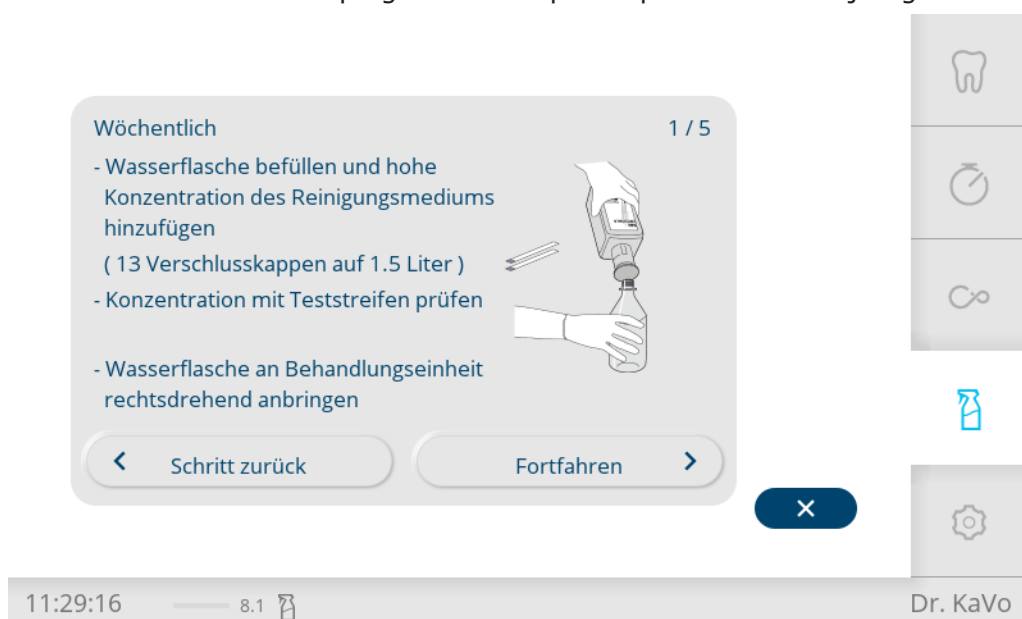 Wöchentlich 1 / 5
- Wasserflasche befüllen und hohe
Konzentration des Reinigungsmediums
hinzufügen
( 13 Verschlusskappen auf 1.5 Liter )
- Konzentration mit Teststreifen prüfen
- Wasserflasche an Behandlungseinheit
rechtsdrehend anbringen
Schritt zurück
Fortfahren
11:29:16
8.1
Dr. KaVo